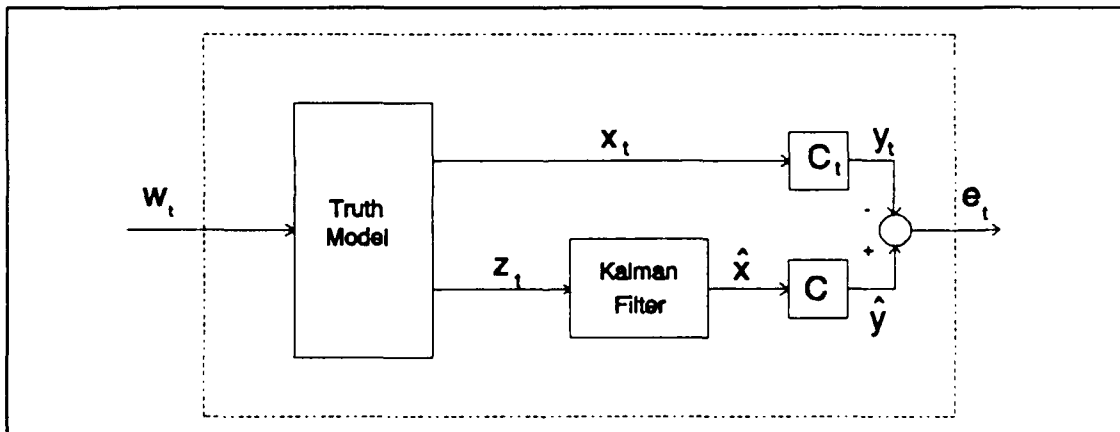 w_t
Truth
Model
x_t
z_t
Kalman
Filter
x̂
C_t
C
y_t
ŷ
-
+
e_t